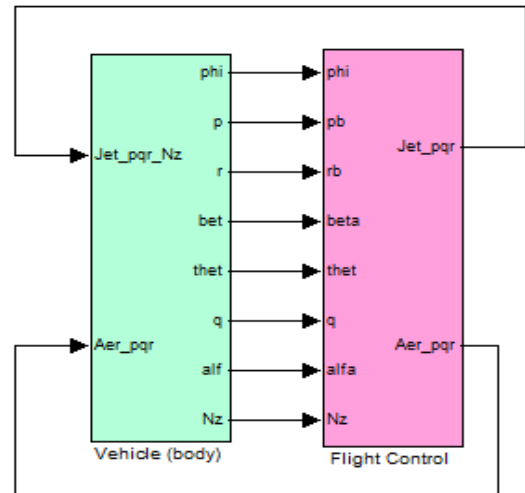 phi
p
Jet_pqr_Nz
r
bet
thet
q
Aer_pqr
alf
Nz
Vehicle (body)
phi
pb
Jet_pqr
rb
beta
thet
q
Aer_pqr
alfa
Nz
Flight Control